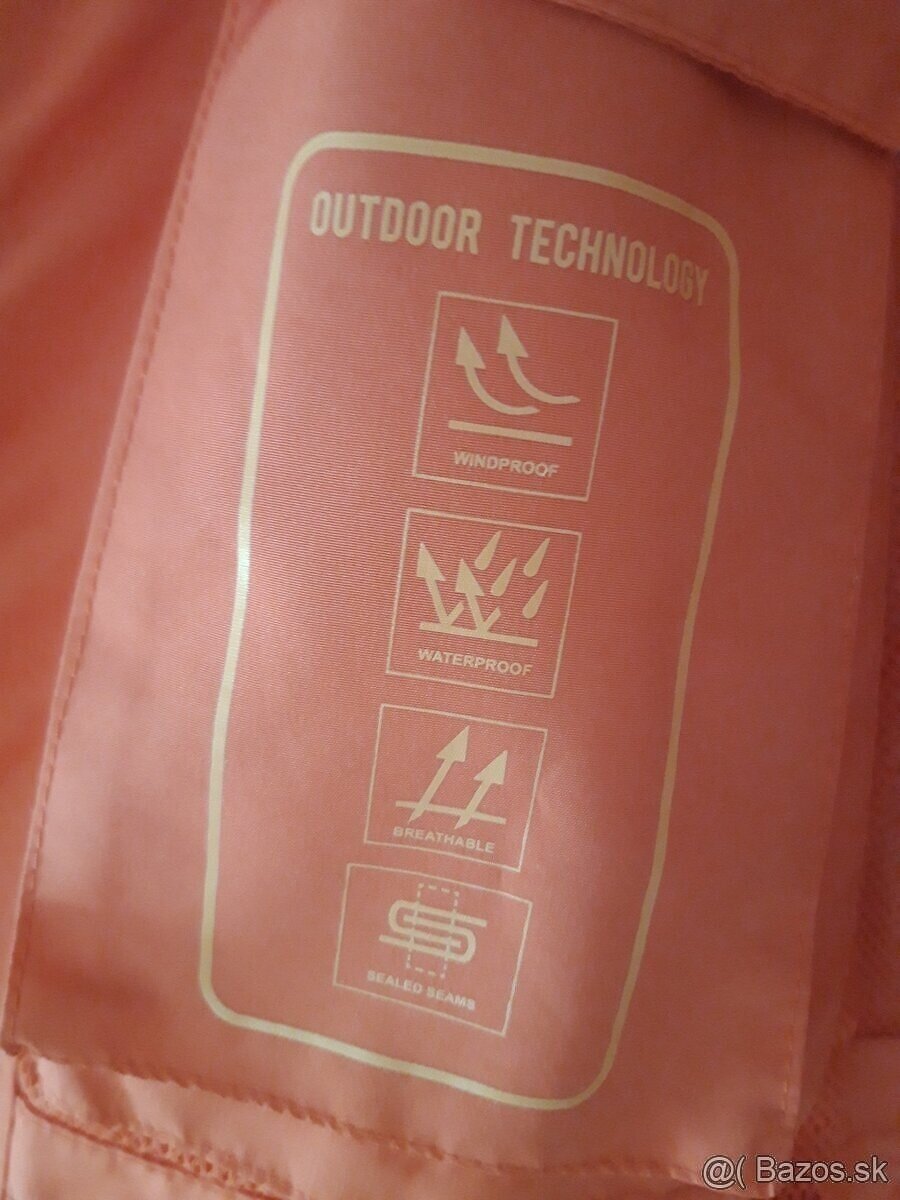 OUTDOOR TECHNOLOGY
WINDPROOF
WATERPROOF
BREATHABLE
SEALED SEAMS
@( Bazos.sk